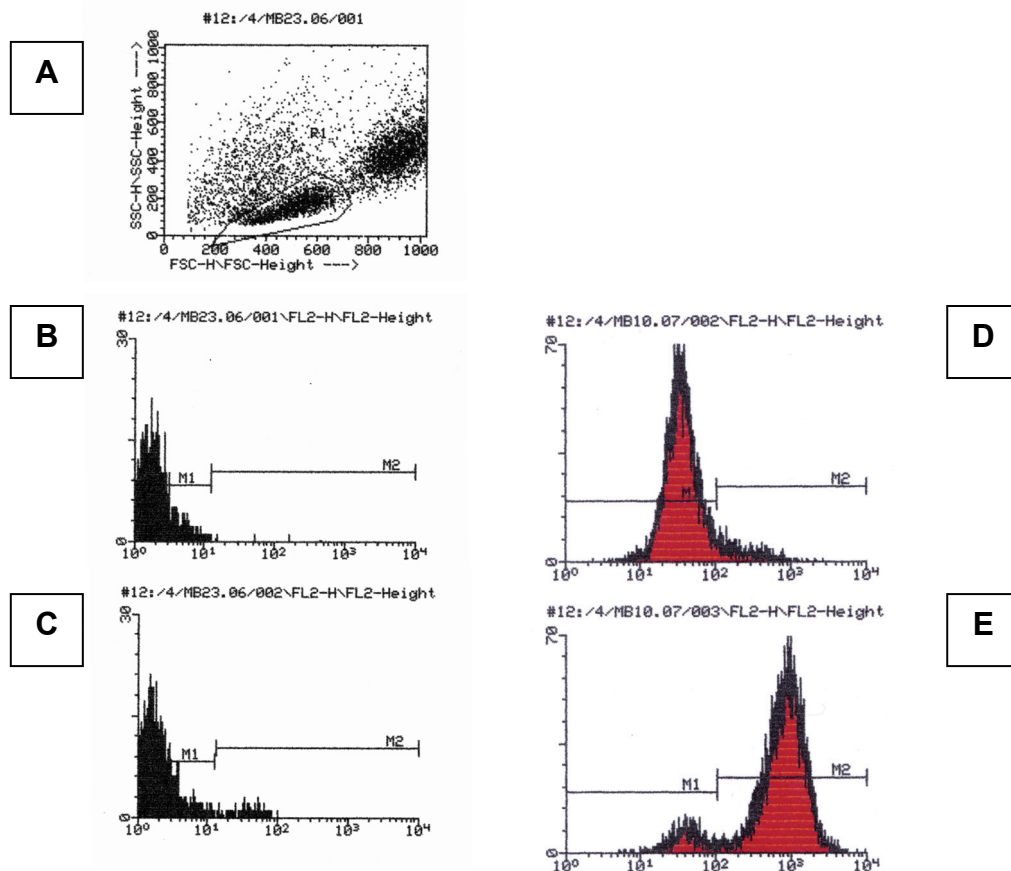 A
#12:/4/MB23.06/001
SSC-H\SSC-Height --->
1000
800
600
400
200
0
R1
0 200 400 600 800 1000
FSC-H\FSC-Height --->
B
#12:/4/MB23.06/001\FL2-H\FL2-Height
30
M1
M2
0
10⁰ 10¹ 10² 10³ 10⁴
C
#12:/4/MB23.06/002\FL2-H\FL2-Height
30
M1
M2
0
10⁰ 10¹ 10² 10³ 10⁴
D
#12:/4/MB10.07/002\FL2-H\FL2-Height
70
M
M2
0
10⁰ 10¹ 10² 10³ 10⁴
E
#12:/4/MB10.07/003\FL2-H\FL2-Height
70
M1
M2
0
10⁰ 10¹ 10² 10³ 10⁴